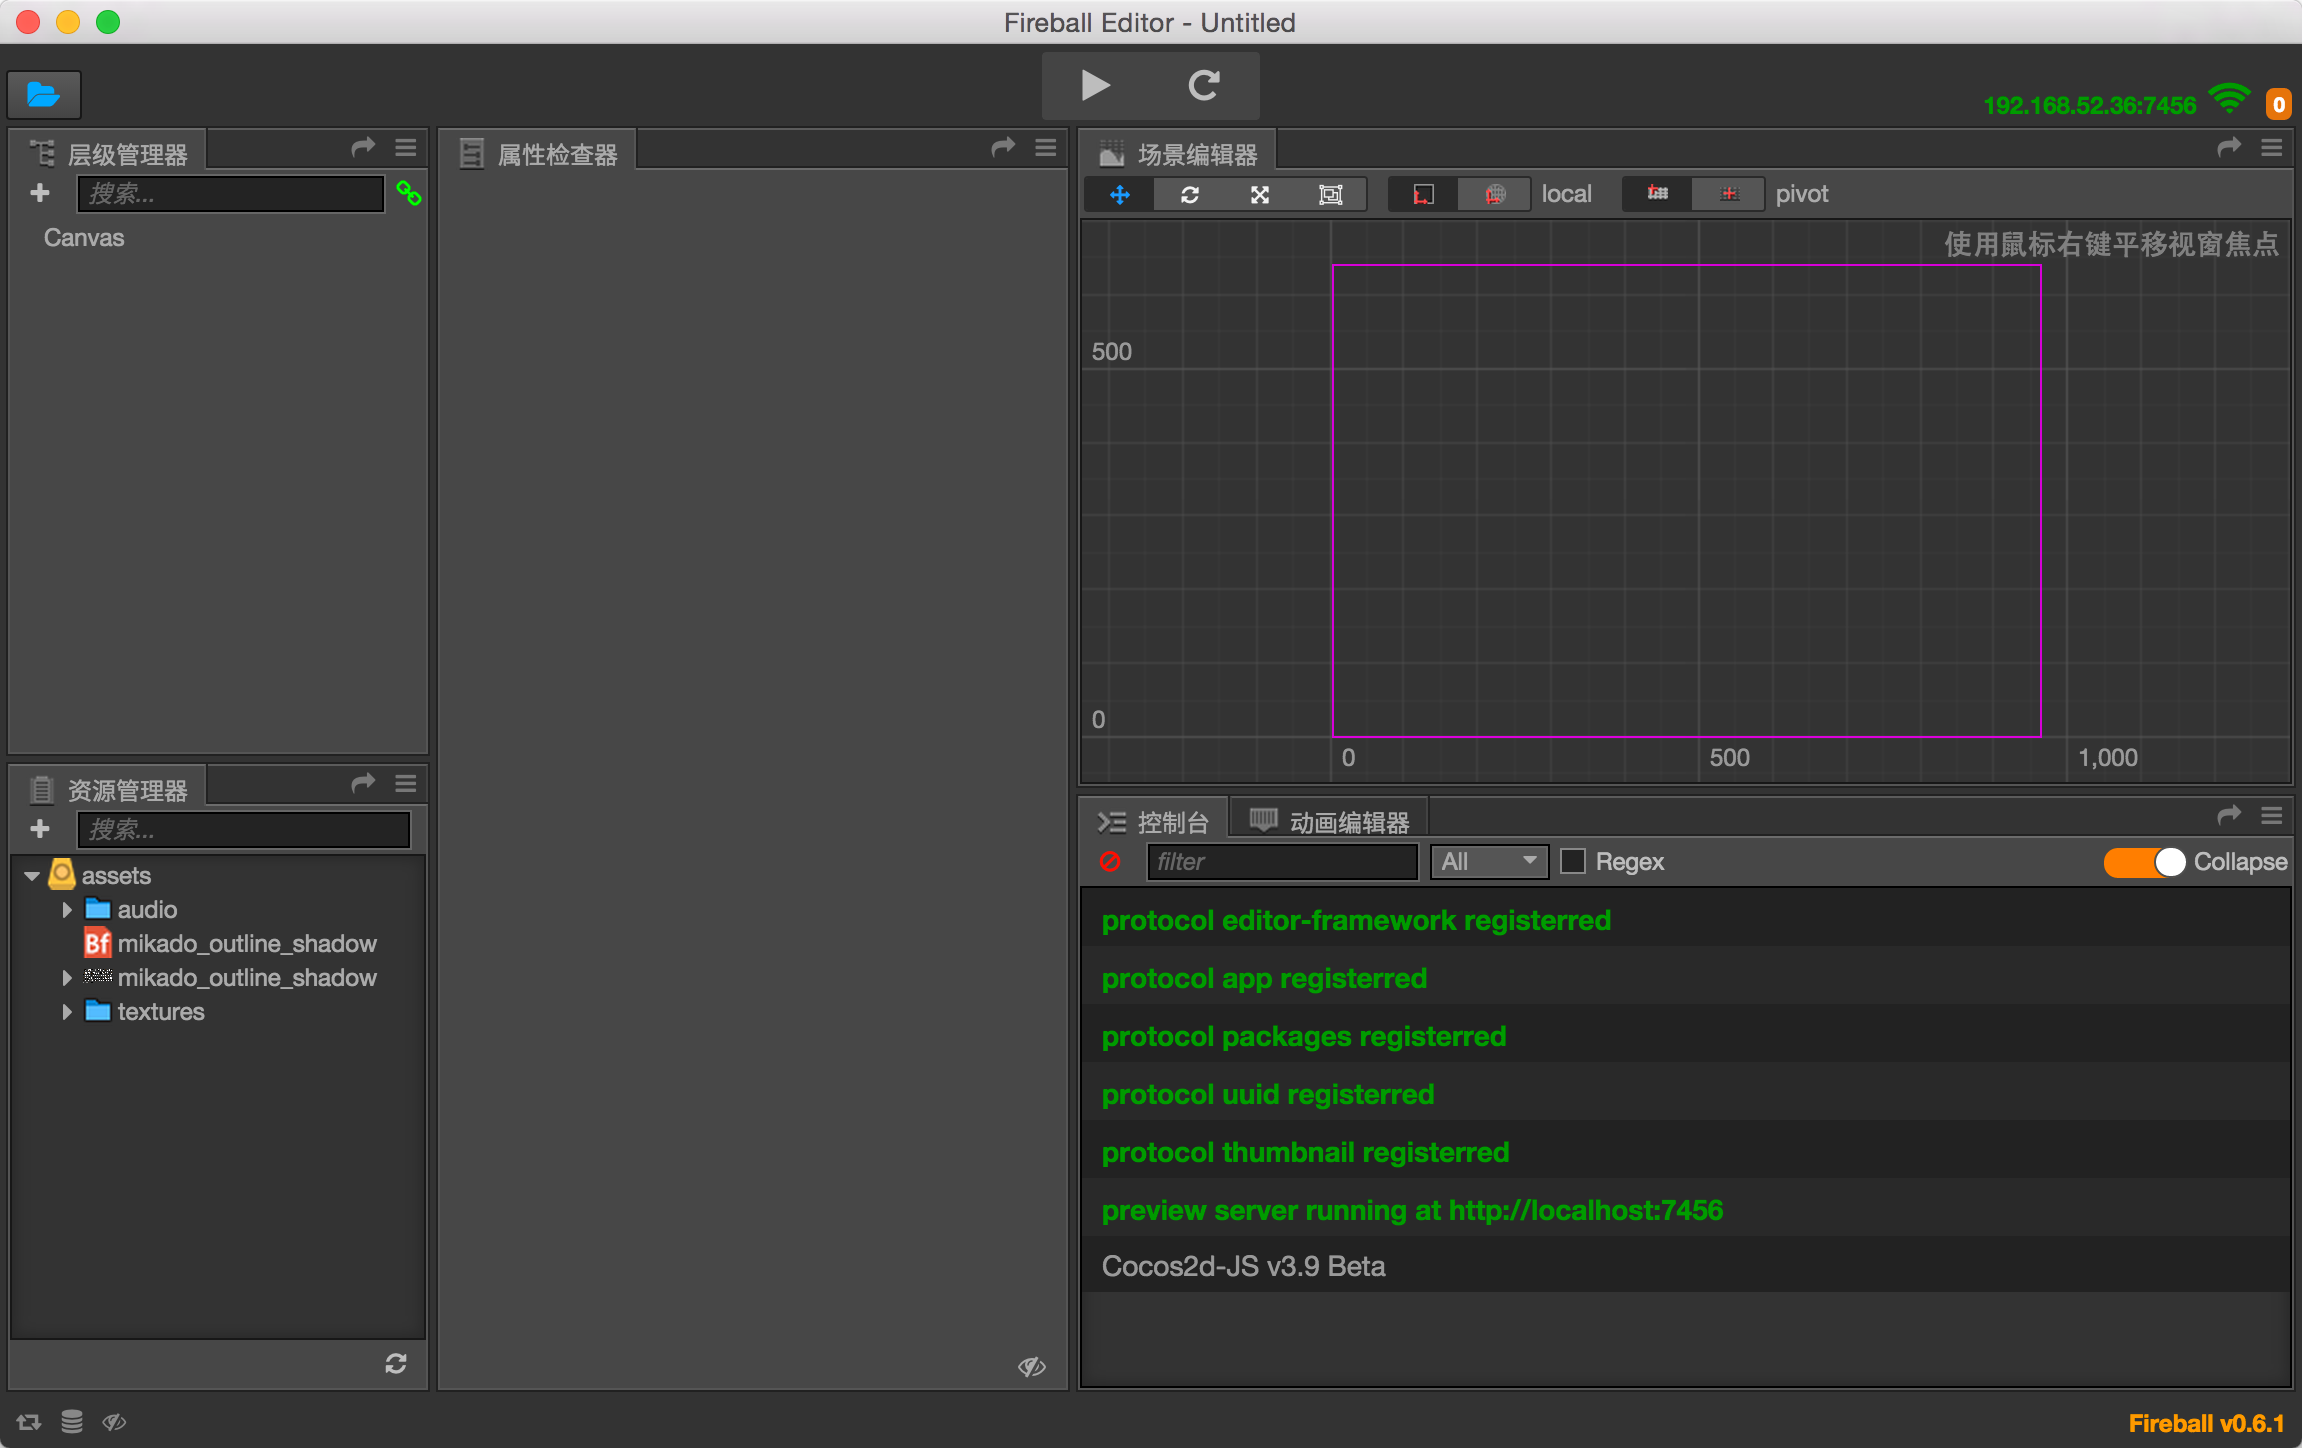 Fireball Editor - Untitled
192.168.52.36:7456
0
层级管理器
搜索...
Canvas
属性检查器
场景编辑器
local
pivot
使用鼠标右键平移视窗焦点
500
0
0
500
1,000
资源管理器
搜索...
assets
audio
Bf mikado_outline_shadow
mikado_outline_shadow
textures
控制台
动画编辑器
filter
All
Regex
Collapse
protocol editor-framework registerred
protocol app registerred
protocol packages registerred
protocol uuid registerred
protocol thumbnail registerred
preview server running at http://localhost:7456
Cocos2d-JS v3.9 Beta
Fireball v0.6.1